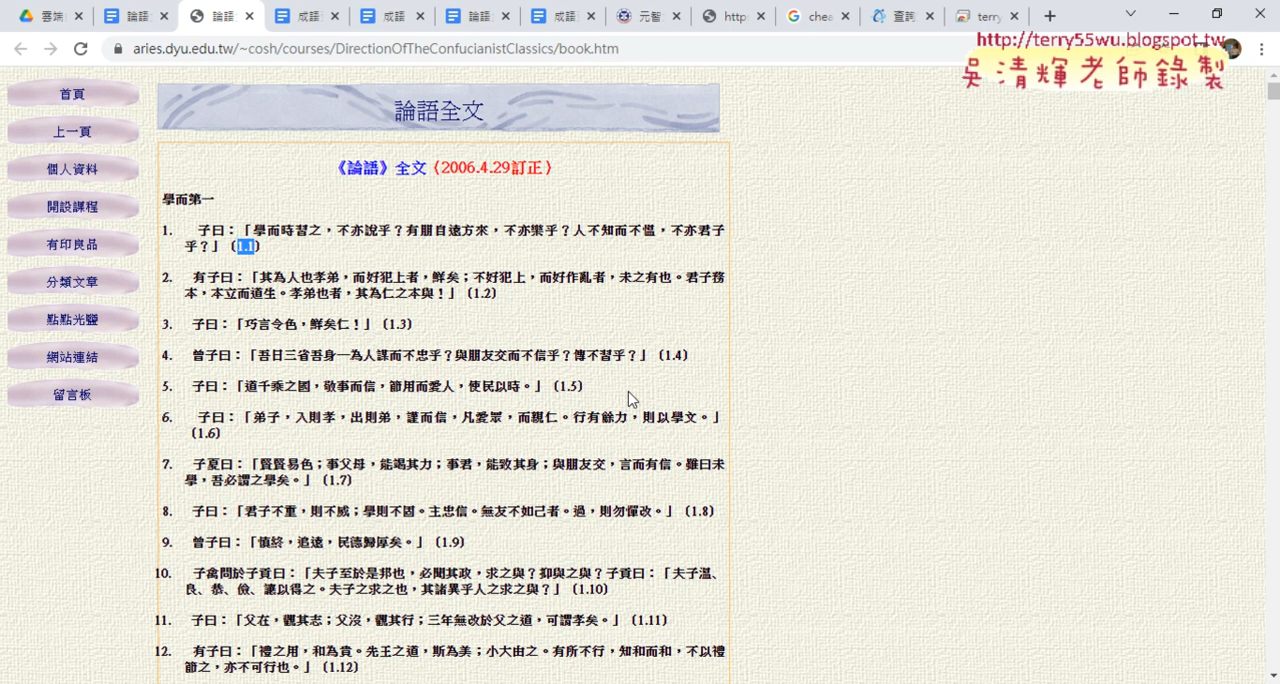 雲端
論語
論語
成語
成語
論語
成語
元智
http
chea
查詢
terry
aries.dyu.edu.tw/~cosh/courses/DirectionOfTheConfucianistClassics/book.htm
http://terry55wu.blogspot.tw
吳清輝老師錄製
首頁
上一頁
個人資料
開設課程
有印良品
分類文章
點點光鹽
網站連結
留言板
論語全文
《論語》全文（2006.4.29訂正）
學而第一
1. 子曰：「學而時習之，不亦說乎？有朋自遠方來，不亦樂乎？人不知而不慍，不亦君子
乎？」（1.1）
2. 有子曰：「其為人也孝弟，而好犯上者，鮮矣；不好犯上，而好作亂者，未之有也。君子務
本，本立而道生。孝弟也者，其為仁之本與！」（1.2）
3. 子曰：「巧言令色，鮮矣仁！」（1.3）
4. 曾子曰：「吾日三省吾身─為人謀而不忠乎？與朋友交而不信乎？傳不習乎？」（1.4）
5. 子曰：「道千乘之國，敬事而信，節用而愛人，使民以時。」（1.5）
6. 子曰：「弟子，入則孝，出則弟，謹而信，凡愛眾，而親仁。行有餘力，則以學文。」
（1.6）
7. 子夏曰：「賢賢易色；事父母，能竭其力；事君，能致其身；與朋友交，言而有信。雖曰未
學，吾必謂之學矣。」（1.7）
8. 子曰：「君子不重，則不威；學則不固。主忠信。無友不如己者。過，則勿憚改。」（1.8）
9. 曾子曰：「慎終，追遠，民德歸厚矣。」（1.9）
10. 子禽問於子貢曰：「夫子至於是邦也，必聞其政，求之與？抑與之與？子貢曰：「夫子溫、
良、恭、儉、讓以得之。夫子之求之也，其諸異乎人之求之與？」（1.10）
11. 子曰：「父在，觀其志；父沒，觀其行；三年無改於父之道，可謂孝矣。」（1.11）
12. 有子曰：「禮之用，和為貴。先王之道，斯為美；小大由之。有所不行，知和而和，不以禮
節之，亦不可行也。」（1.12）